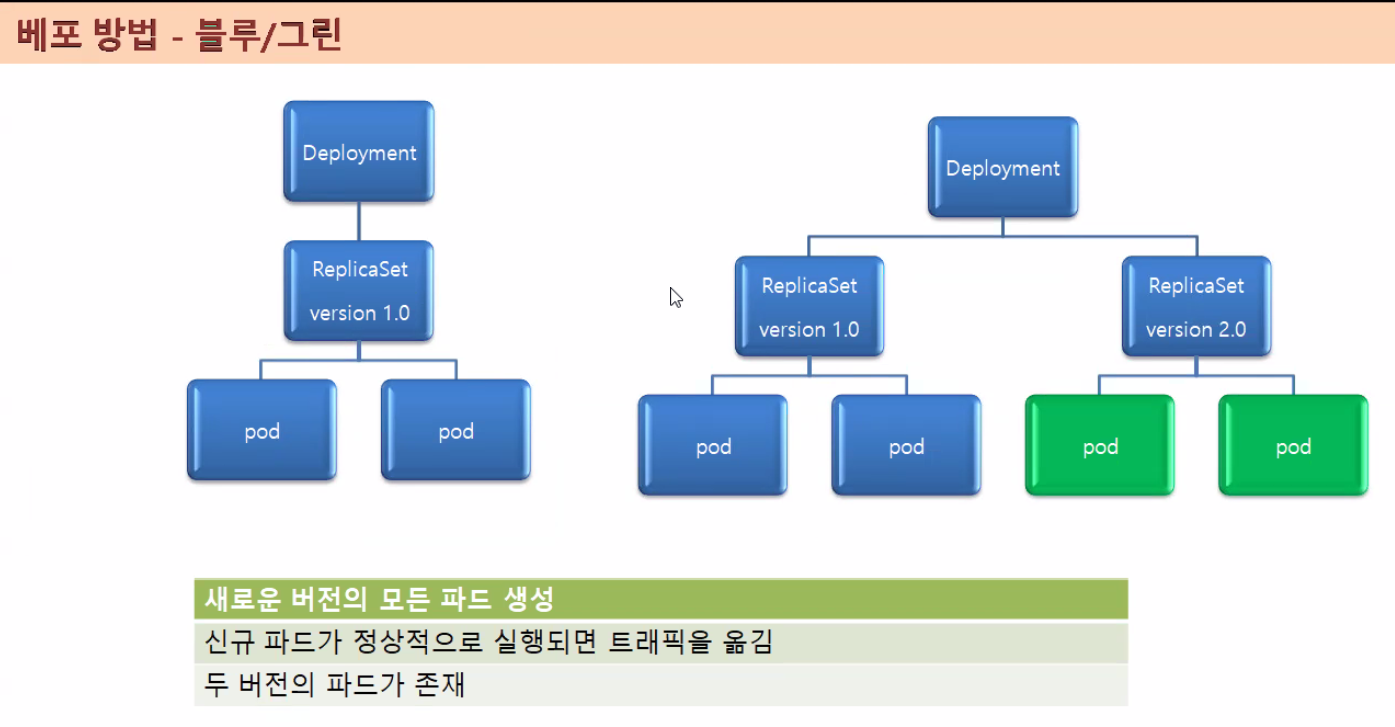 베포 방법 - 블루/그린
Deployment
ReplicaSet
version 1.0
pod
pod
Deployment
ReplicaSet
version 1.0
ReplicaSet
version 2.0
pod
pod
pod
pod
새로운 버전의 모든 파드 생성
신규 파드가 정상적으로 실행되면 트래픽을 옮김
두 버전의 파드가 존재